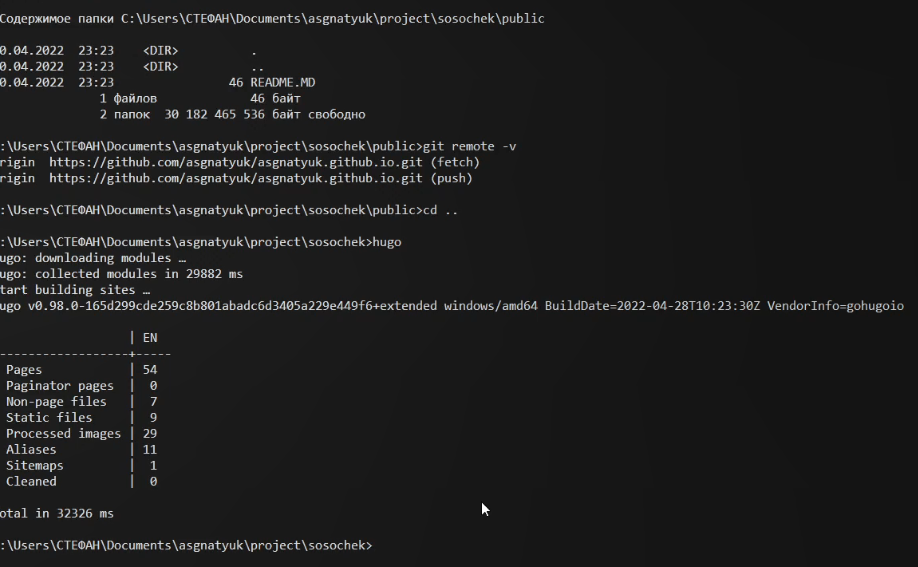 Содержимое папки C:\Users\СТЕФАН\Documents\asgnatyuk\project\sosochek\public
0.04.2022  23:23    <DIR>          .
0.04.2022  23:23    <DIR>          ..
0.04.2022  23:23                46 README.MD
1 файлов             46 байт
2 папок  30 182 465 536 байт свободно
:\Users\СТЕФАН\Documents\asgnatyuk\project\sosochek\public>git remote -v
rigin  https://github.com/asgnatyuk/asgnatyuk.github.io.git (fetch)
rigin  https://github.com/asgnatyuk/asgnatyuk.github.io.git (push)
:\Users\СТЕФАН\Documents\asgnatyuk\project\sosochek\public>cd ..
:\Users\СТЕФАН\Documents\asgnatyuk\project\sosochek>hugo
ugo: downloading modules …
ugo: collected modules in 29882 ms
tart building sites …
ugo v0.98.0-165d299cde259c8b801abadc6d3405a229e449f6+extended windows/amd64 BuildDate=2022-04-28T10:23:30Z VendorInfo=gohugoio
                  | EN
------------------+-----
Pages             | 54
Paginator pages   |  0
Non-page files    |  7
Static files      |  9
Processed images  | 29
Aliases           | 11
Sitemaps          |  1
Cleaned           |  0
otal in 32326 ms
:\Users\СТЕФАН\Documents\asgnatyuk\project\sosochek>